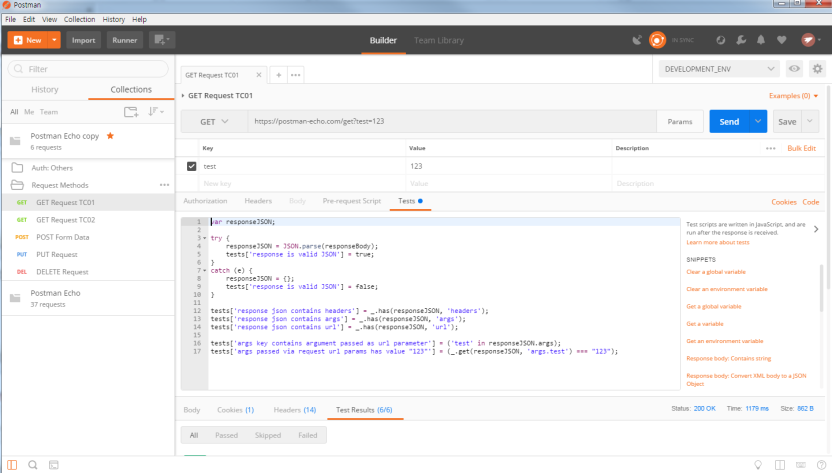 Postman
File Edit View Collection History Help
New Import Runner Builder Team Library IN SYNC
Filter
History Collections
All Me Team
Postman Echo copy
6 requests
Auth: Others
Request Methods
GET GET Request TC01
GET GET Request TC02
POST POST Form Data
PUT PUT Request
DEL DELETE Request
Postman Echo
37 requests
GET Request TC01
DEVELOPMENT_ENV
GET Request TC01 Examples (0)
GET https://postman-echo.com/get?test=123 Params Send Save
Key Value Description Bulk Edit
test 123
New key Value Description
Authorization Headers Body Pre-request Script Tests Cookies Code
1 var responseJSON;
2
3 try {
4 responseJSON = JSON.parse(responseBody);
5 tests['response is valid JSON'] = true;
6 }
7 catch (e) {
8 responseJSON = {};
9 tests['response is valid JSON'] = false;
10 }
11
12 tests['response json contains headers'] = _.has(responseJSON, 'headers');
13 tests['response json contains args'] = _.has(responseJSON, 'args');
14 tests['response json contains url'] = _.has(responseJSON, 'url');
15
16 tests['args key contains argument passed as url parameter'] = ('test' in responseJSON.args);
17 tests['args passed via request url params has value "123"'] = (_.get(responseJSON, 'args.test') === "123");
Test scripts are written in JavaScript, and are
run after the response is received.
Learn more about tests
SNIPPETS
Clear a global variable
Clear an environment variable
Get a global variable
Get a variable
Get an environment variable
Response body: Contains string
Response body: Convert XML body to a JSON
Object
Body Cookies (1) Headers (14) Test Results (6/6) Status: 200 OK Time: 1179 ms Size: 862 B
All Passed Skipped Failed